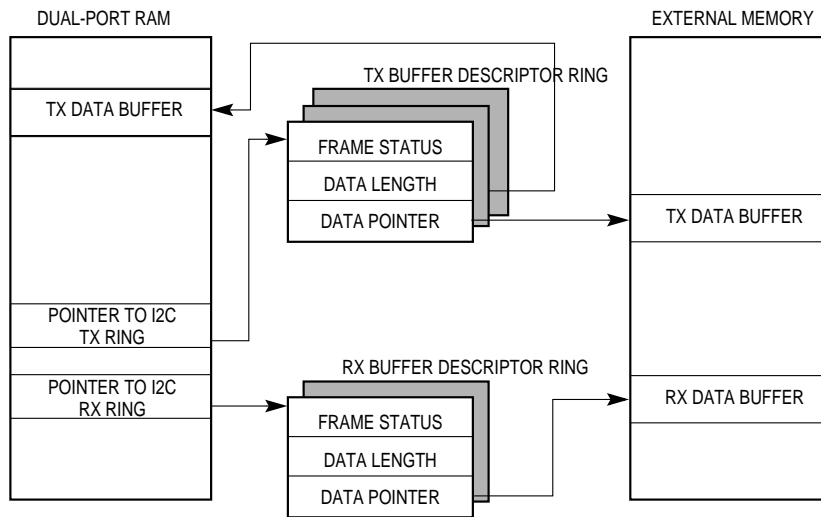 DUAL-PORT RAM
EXTERNAL MEMORY
TX BUFFER DESCRIPTOR RING
TX DATA BUFFER
FRAME STATUS
DATA LENGTH
DATA POINTER
TX DATA BUFFER
POINTER TO I2C
TX RING
RX BUFFER DESCRIPTOR RING
POINTER TO I2C
RX RING
RX DATA BUFFER
FRAME STATUS
DATA LENGTH
DATA POINTER